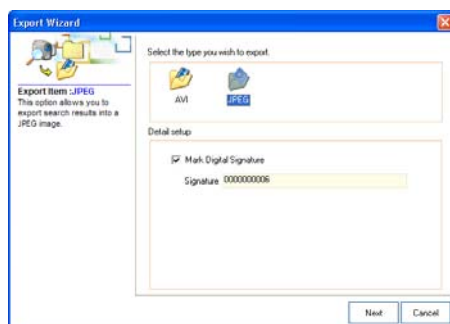 Export Wizard
Export Item :JPEG
This option allows you to
export search results into a
JPEG image.
Select the type you wish to export.
AVI
JPEG
Detail setup
Mark Digital Signature
Signature 0000000006
Next
Cancel